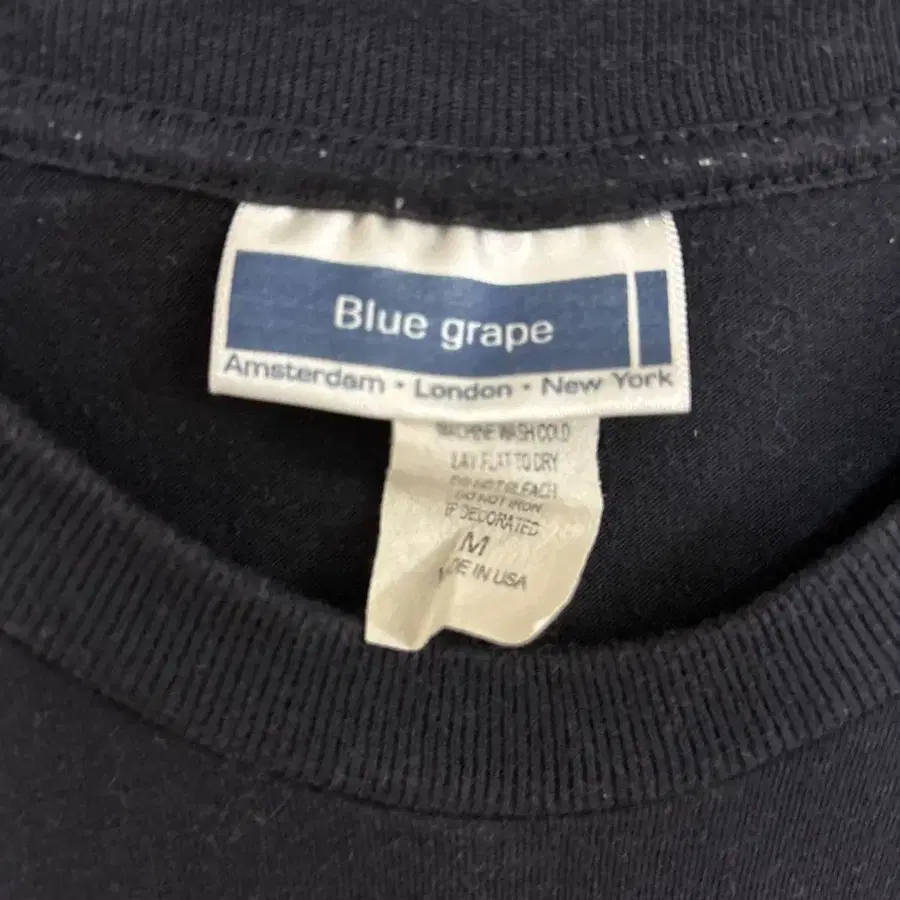 Blue grape
Amsterdam • London • New York
MACHINE WASH COLD
LAY FLAT TO DRY
DO NOT BLEACH
DO NOT IRON
IF DECORATED
M
DE IN USA